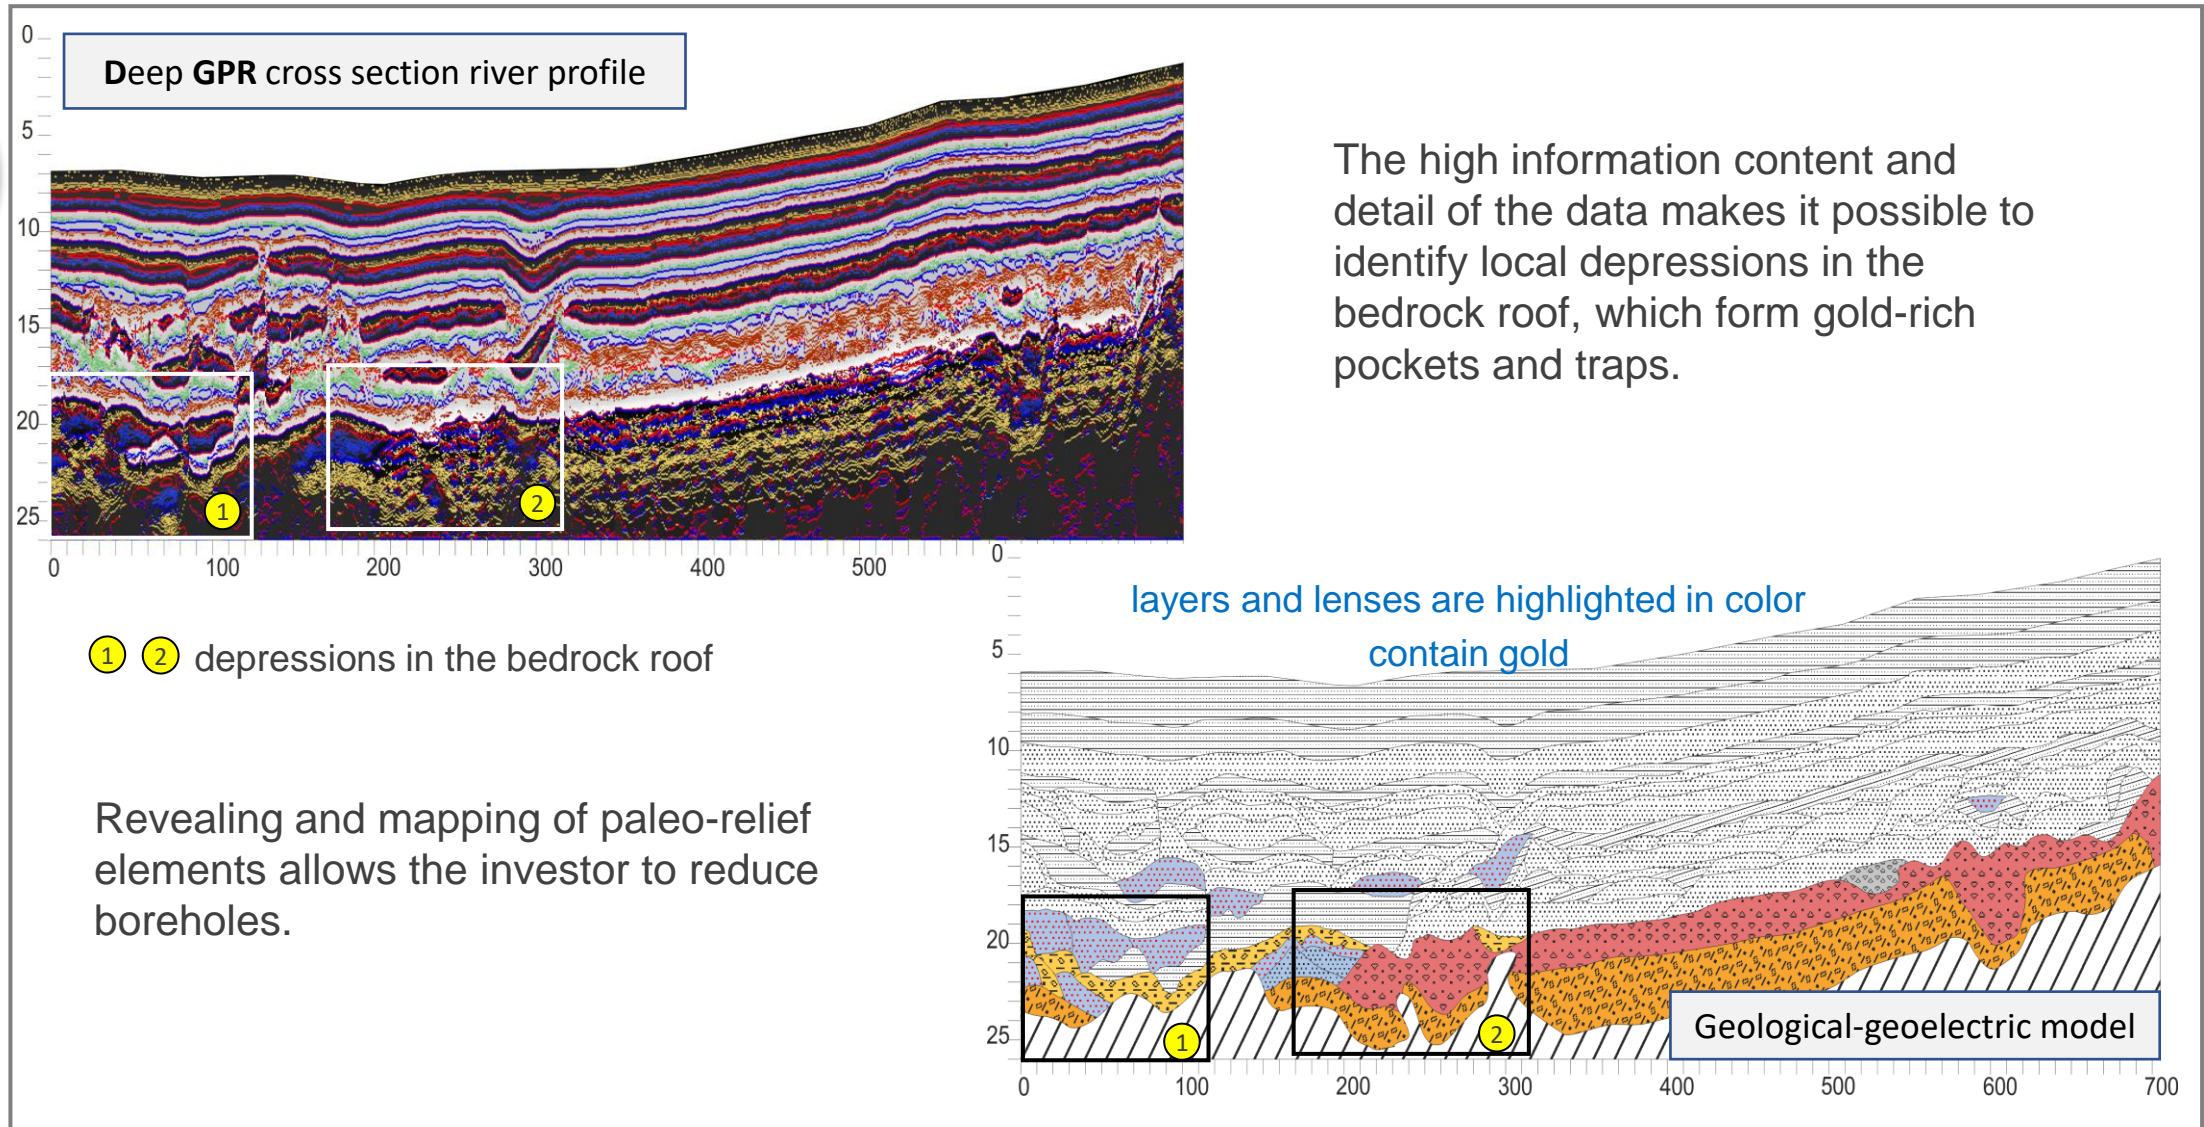 0
Deep GPR cross section river profile
5
10
15
20
25
1
2
0
100
200
300
400
500
The high information content and
detail of the data makes it possible to
identify local depressions in the
bedrock roof, which form gold-rich
pockets and traps.
1 2 depressions in the bedrock roof
Revealing and mapping of paleo-relief
elements allows the investor to reduce
boreholes.
0
layers and lenses are highlighted in color
contain gold
5
10
15
20
25
1
2
Geological-geoelectric model
0
100
200
300
400
500
600
700